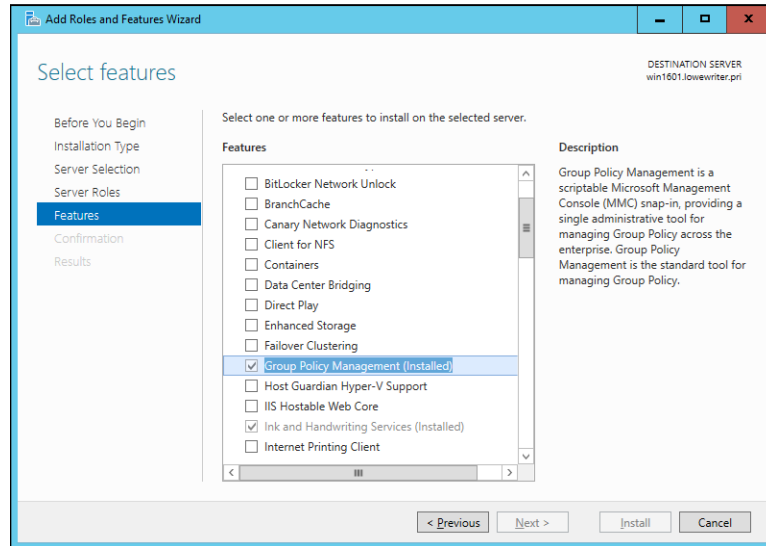 Add Roles and Features Wizard
Select features
DESTINATION SERVER
win1601.lowewriter.pri
Before You Begin
Installation Type
Server Selection
Server Roles
Features
Confirmation
Results
Select one or more features to install on the selected server.
Features
BitLocker Network Unlock
BranchCache
Canary Network Diagnostics
Client for NFS
Containers
Data Center Bridging
Direct Play
Enhanced Storage
Failover Clustering
Group Policy Management (Installed)
Host Guardian Hyper-V Support
IIS Hostable Web Core
Ink and Handwriting Services (Installed)
Internet Printing Client
Description
Group Policy Management is a
scriptable Microsoft Management
Console (MMC) snap-in, providing a
single administrative tool for
managing Group Policy across the
enterprise. Group Policy
Management is the standard tool for
managing Group Policy.
< Previous
Next >
Install
Cancel